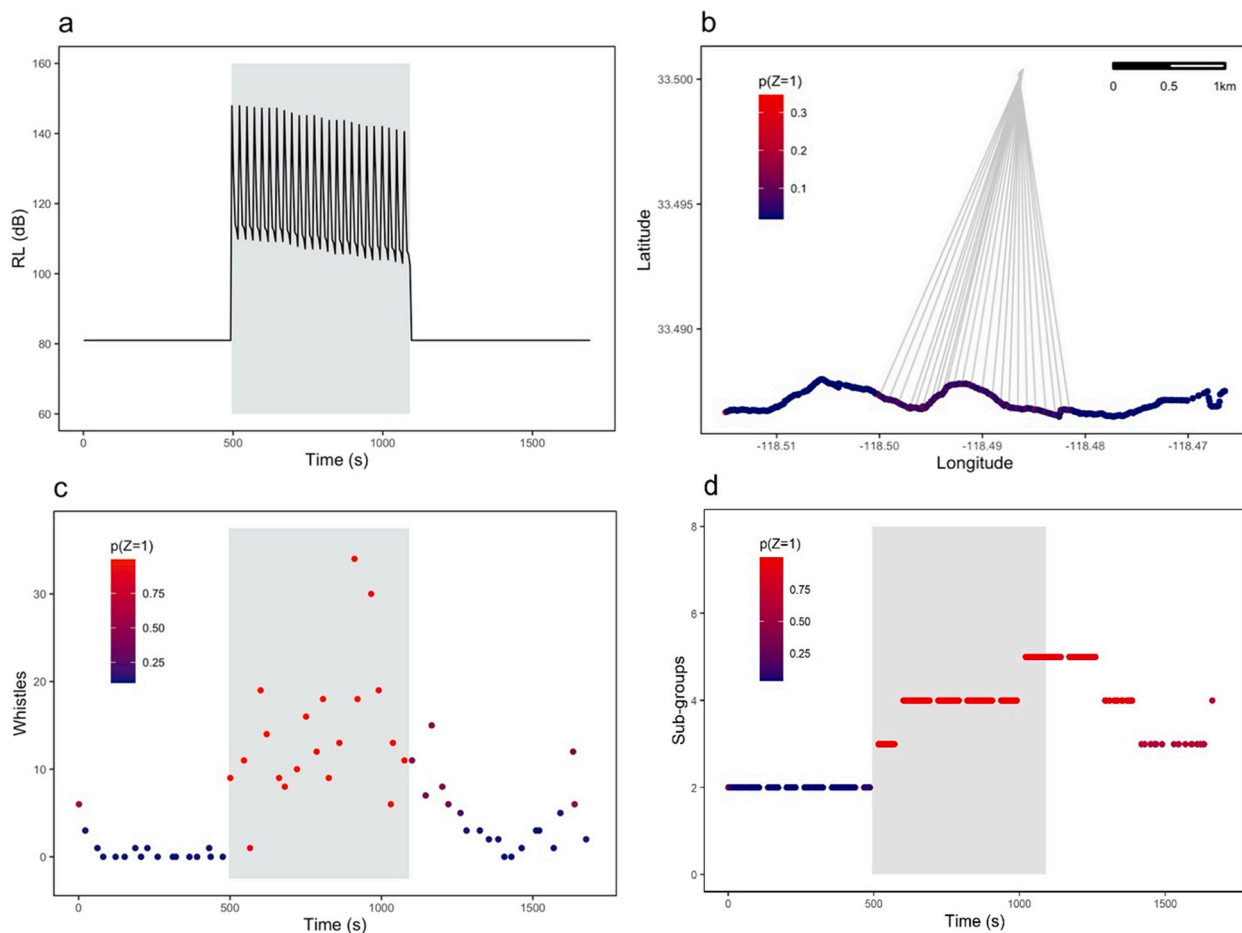 a
160
140
120
100
80
60
RL (dB)
0
500
1000
1500
Time (s)
b
p(Z=1)
0.3
0.2
0.1
0
0.5
1km
33.500
33.495
33.490
Latitude
-118.51
-118.50
-118.49
-118.48
-118.47
Longitude
c
p(Z=1)
0.75
0.50
0.25
30
20
10
0
Whistles
0
500
1000
1500
Time (s)
d
p(Z=1)
0.75
0.50
0.25
8
6
4
2
0
Sub-groups
0
500
1000
1500
Time (s)